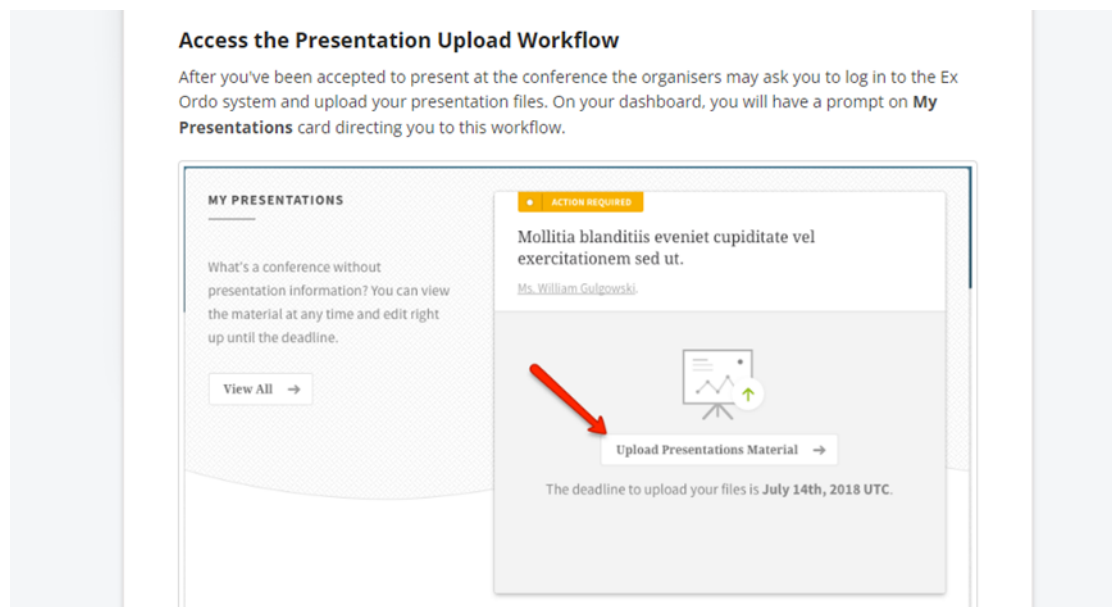 Access the Presentation Upload Workflow
After you've been accepted to present at the conference the organisers may ask you to log in to the Ex
Ordo system and upload your presentation files. On your dashboard, you will have a prompt on My
Presentations card directing you to this workflow.
MY PRESENTATIONS
What's a conference without
presentation information? You can view
the material at any time and edit right
up until the deadline.
View All
ACTION REQUIRED
Mollitia blanditiis eveniet cupiditate vel
exercitationem sed ut.
Ms. William Gulgowski.
Upload Presentations Material
The deadline to upload your files is July 14th, 2018 UTC.